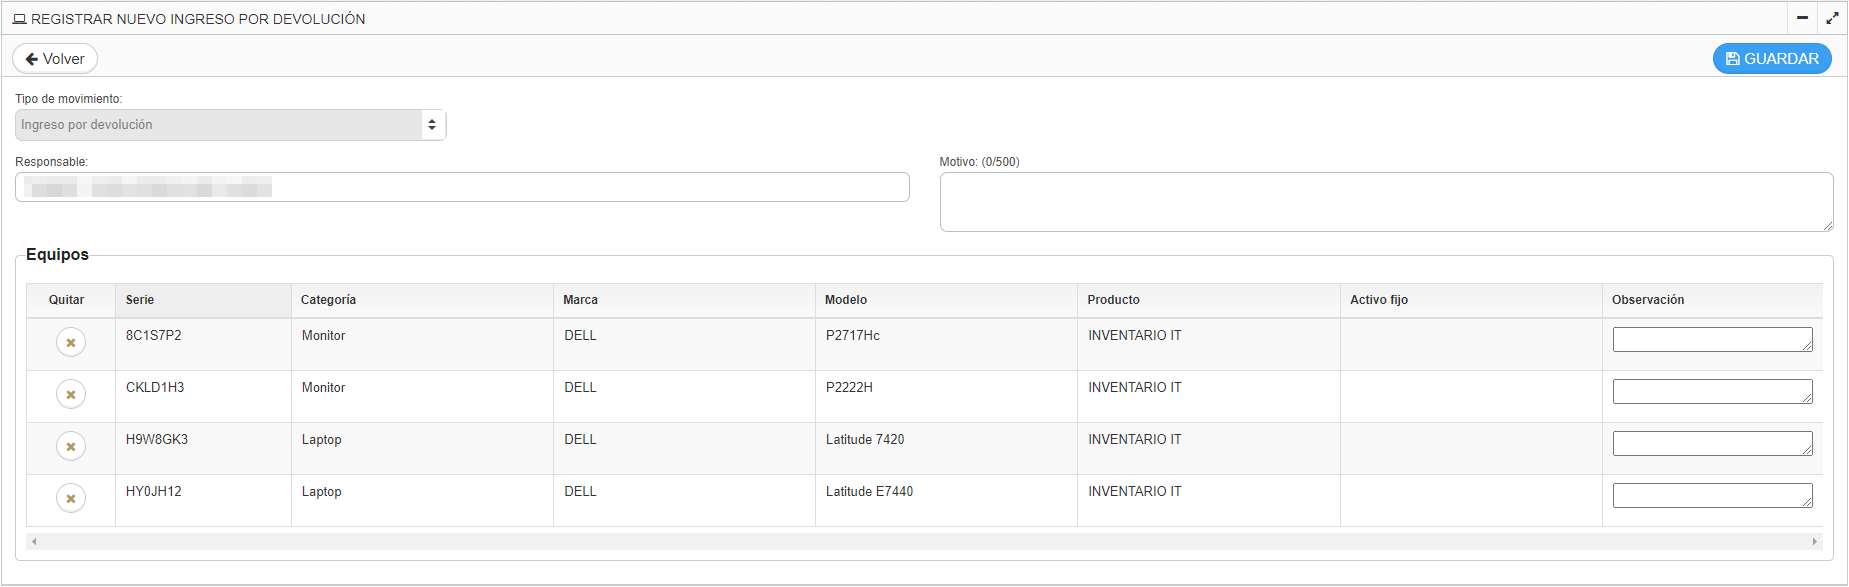 REGISTRAR NUEVO INGRESO POR DEVOLUCIÓN
Volver
GUARDAR
Tipo de movimiento:
Ingreso por devolución
Responsable:
Motivo: (0/500)
Equipos
Quitar Serie Categoría Marca Modelo Producto Activo fijo Observación
8C1S7P2 Monitor DELL P2717Hc INVENTARIO IT
CKLD1H3 Monitor DELL P2222H INVENTARIO IT
H9W8GK3 Laptop DELL Latitude 7420 INVENTARIO IT
HY0JH12 Laptop DELL Latitude E7440 INVENTARIO IT